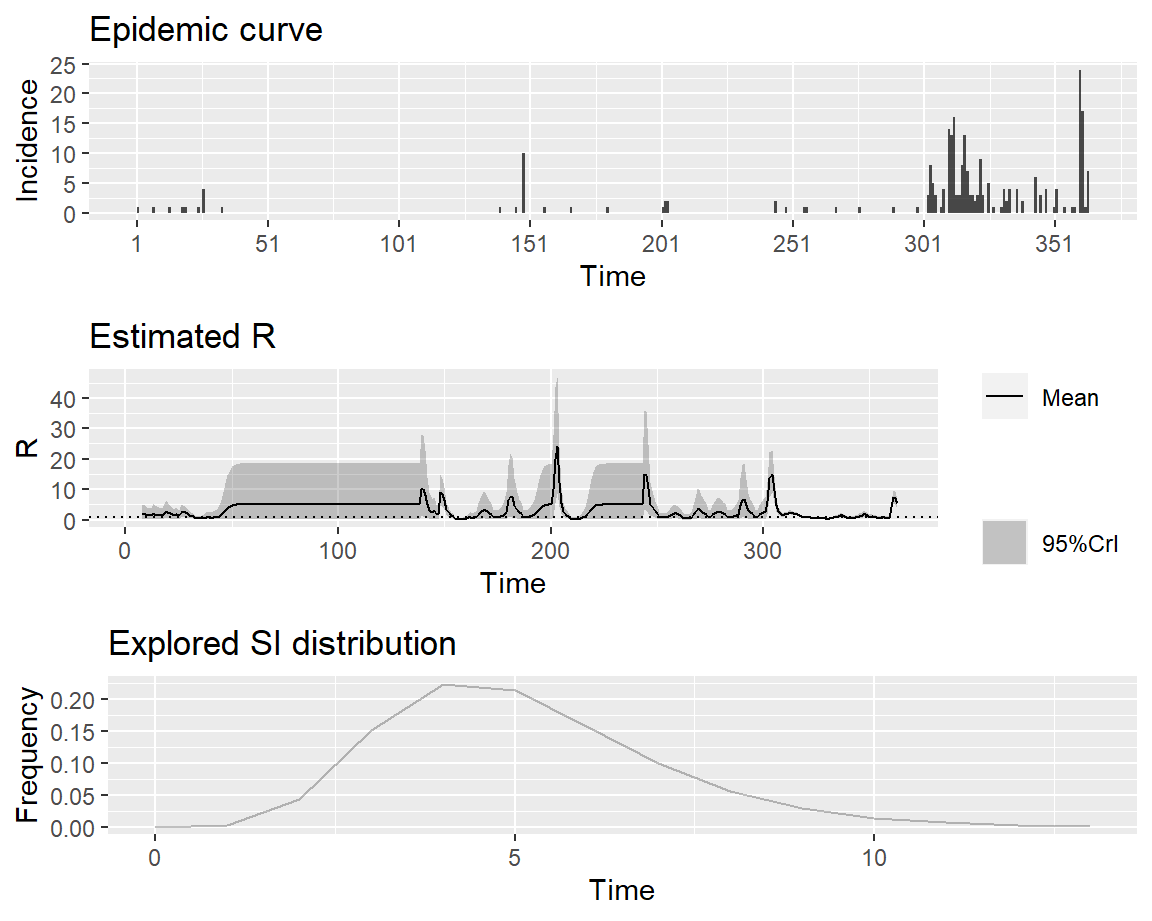 Epidemic curve
Incidence
25
20
15
10
5
0
1 51 101 151 201 251 301 351
Time
Estimated R
R
40
30
20
10
0
0 100 200 300
Time
Mean
95%CrI
Explored SI distribution
Frequency
0.20
0.15
0.10
0.05
0.00
0 5 10
Time